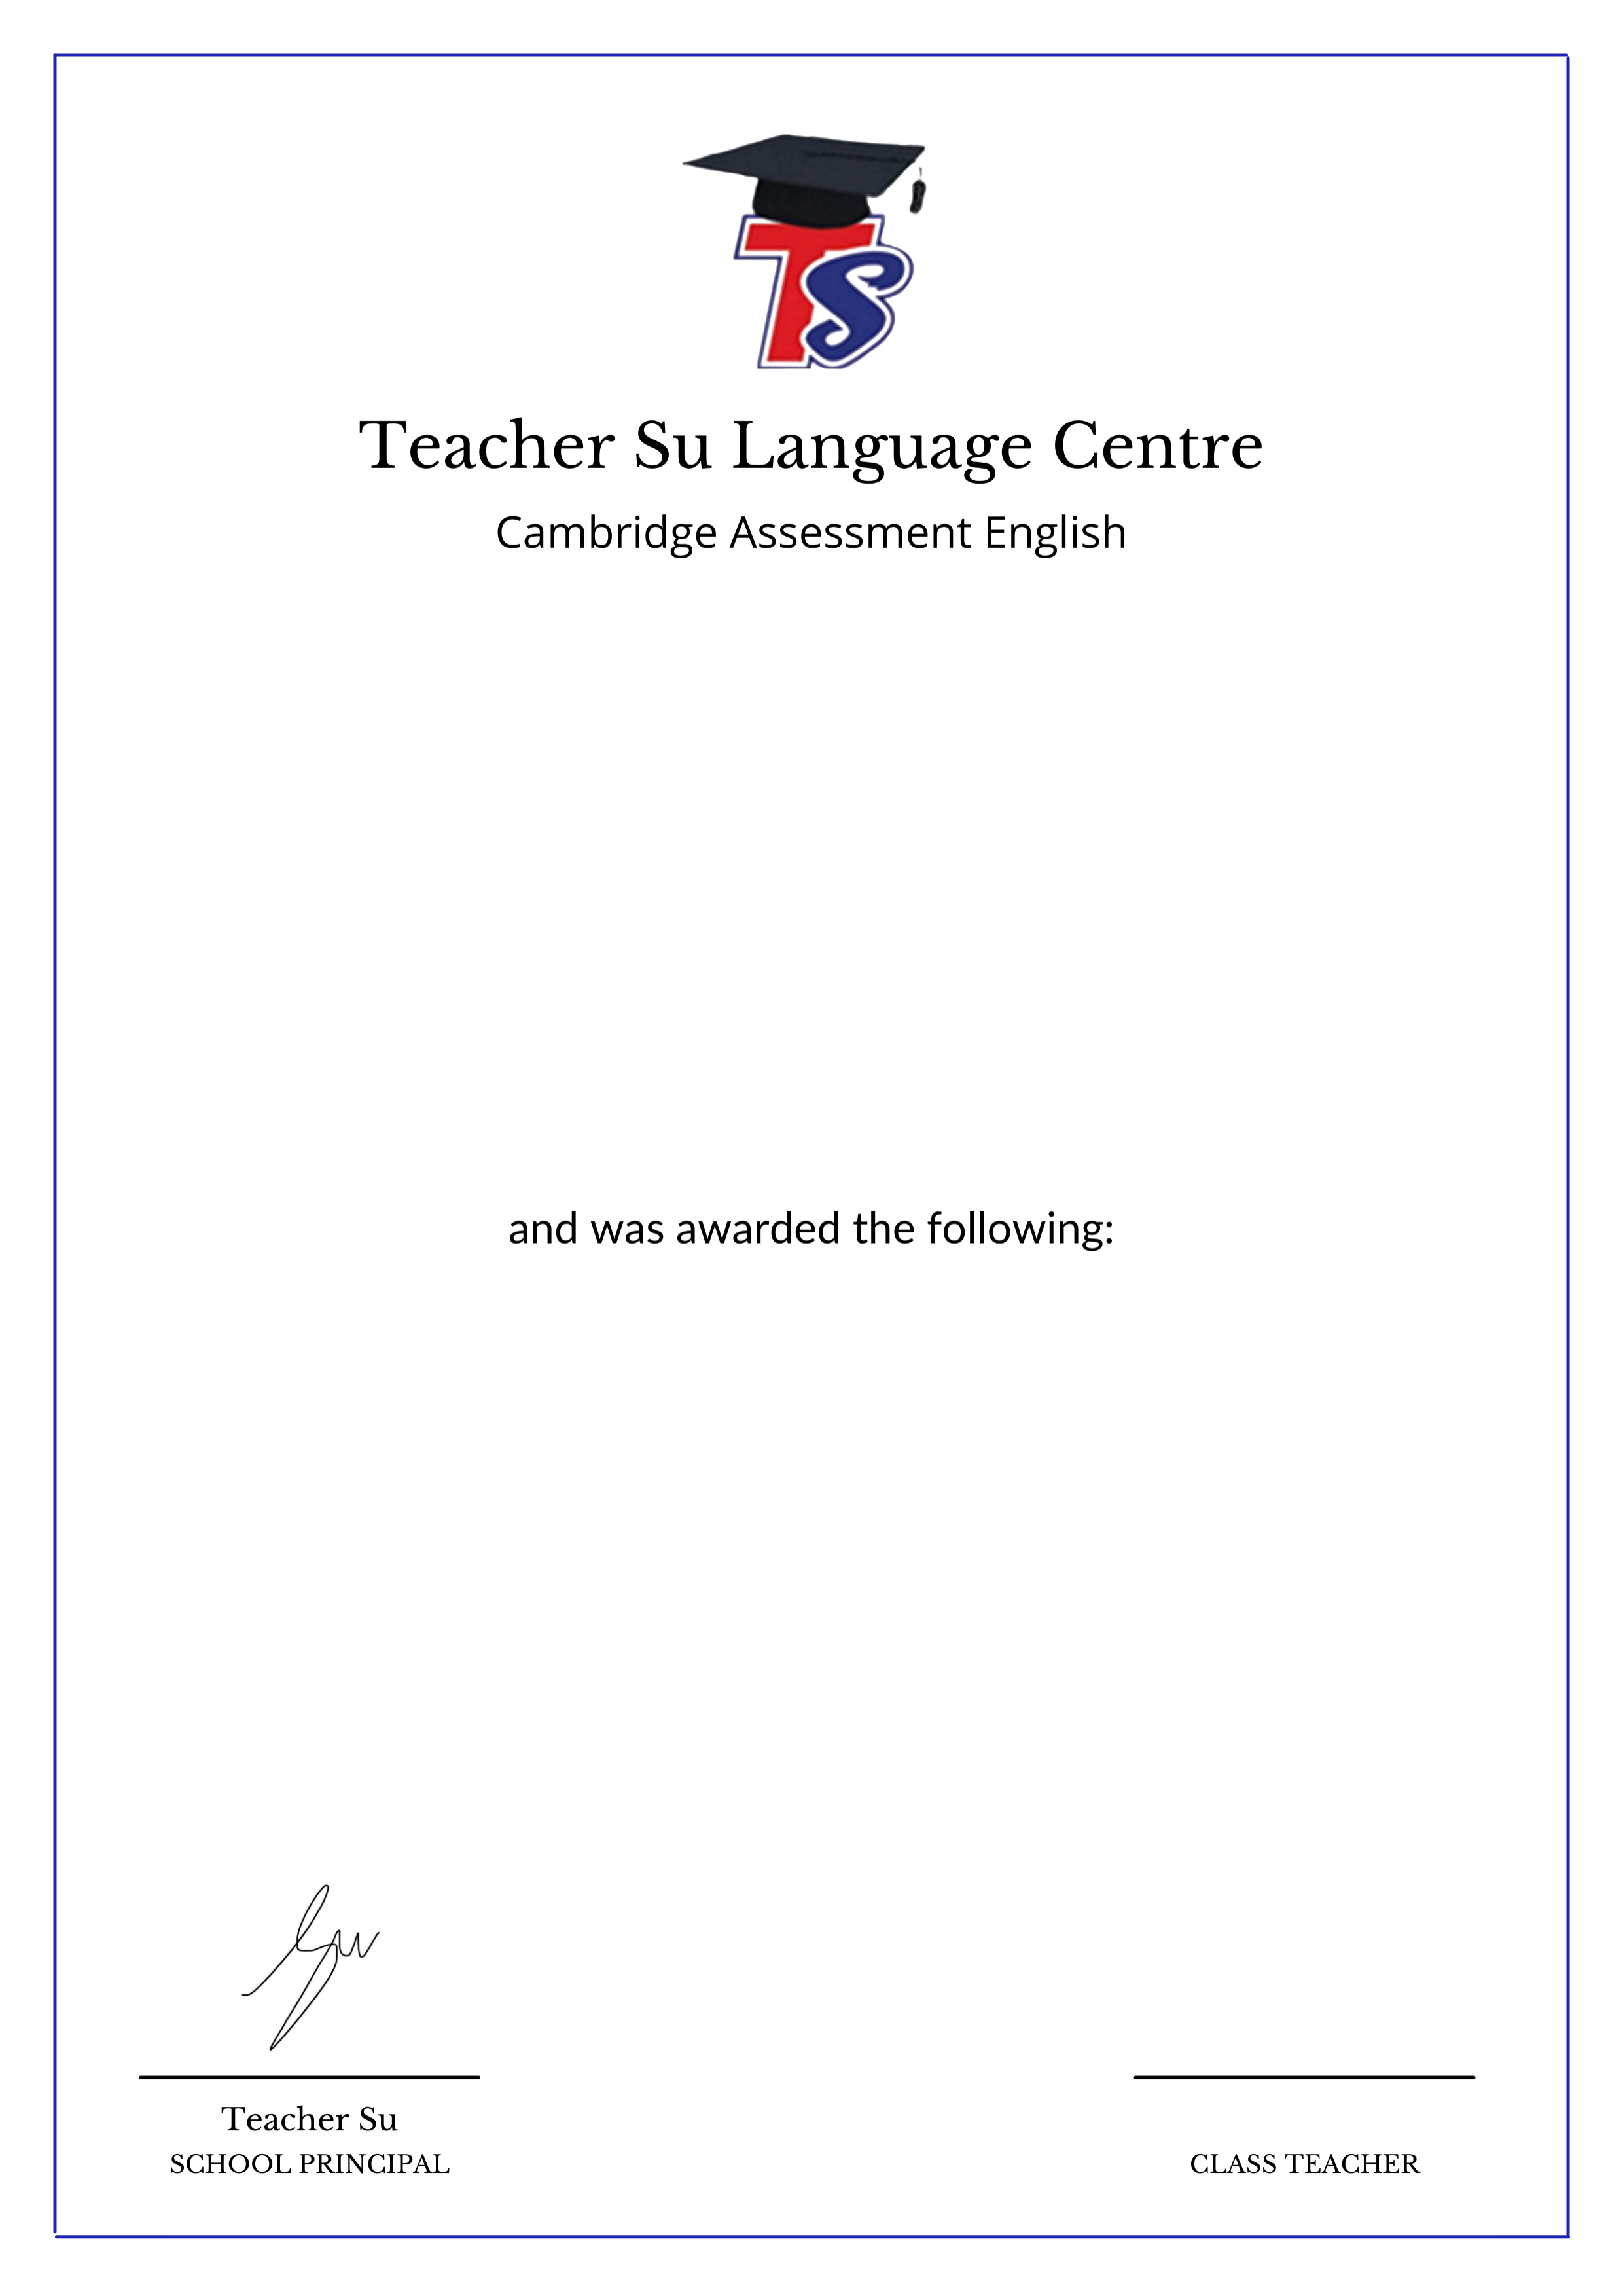 TS
Teacher Su Language Centre
Cambridge Assessment English
and was awarded the following:
Su
Teacher Su
SCHOOL PRINCIPAL
CLASS TEACHER